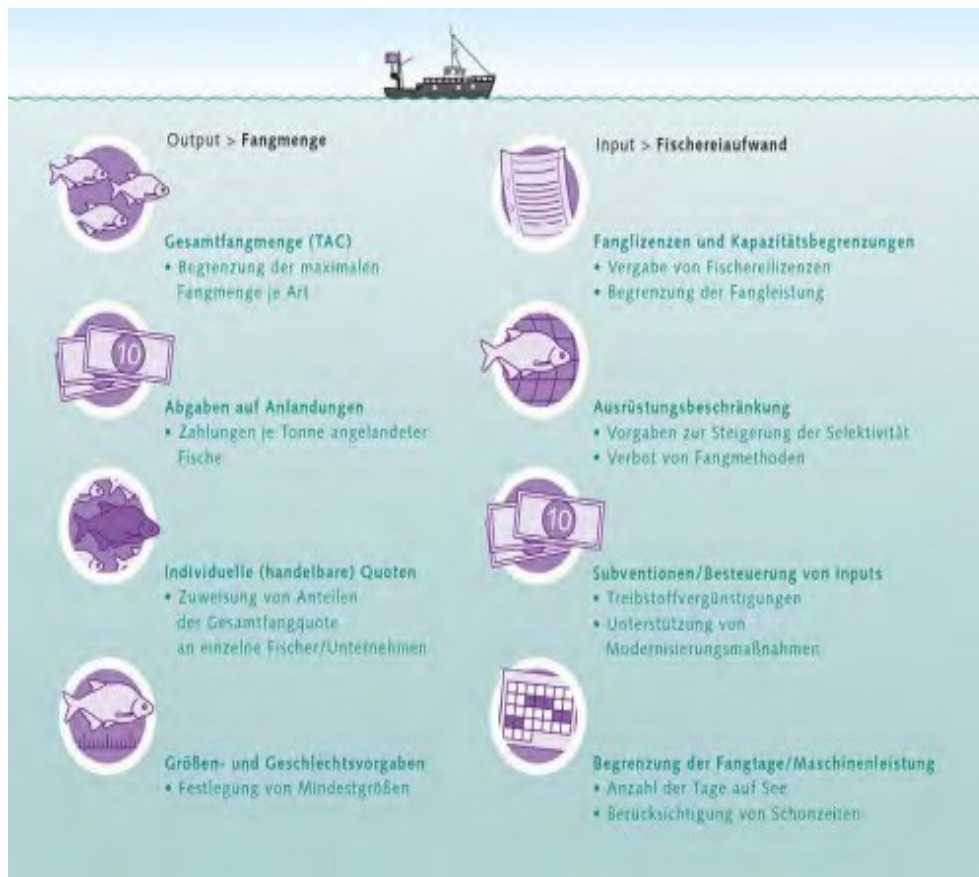 Output > Fangmenge
Gesamtfangmenge (TAC)
• Begrenzung der maximalen
Fangmenge je Art
10
Abgaben auf Anlandungen
• Zahlungen je Tonne angelandeter
Fische
Individuelle (handelbare) Quoten
• Zuweisung von Anteilen
der Gesamtfangquote
an einzelne Fischer/Unternehmen
Größen- und Geschlechtsvorgaben
• Festlegung von Mindestgrößen
Input > Fischereiaufwand
Fanglizenzen und Kapazitätsbegrenzungen
• Vergabe von Fischereilizenzen
• Begrenzung der Fangleistung
Ausrüstungsbeschränkung
• Vorgaben zur Steigerung der Selektivität
• Verbot von Fangmethoden
10
Subventionen/Besteuerung von Inputs
• Treibstoffvergünstigungen
• Unterstützung von
Modernisierungsmaßnahmen
Begrenzung der Fangtage/Maschinenleistung
• Anzahl der Tage auf See
• Berücksichtigung von Schonzeiten